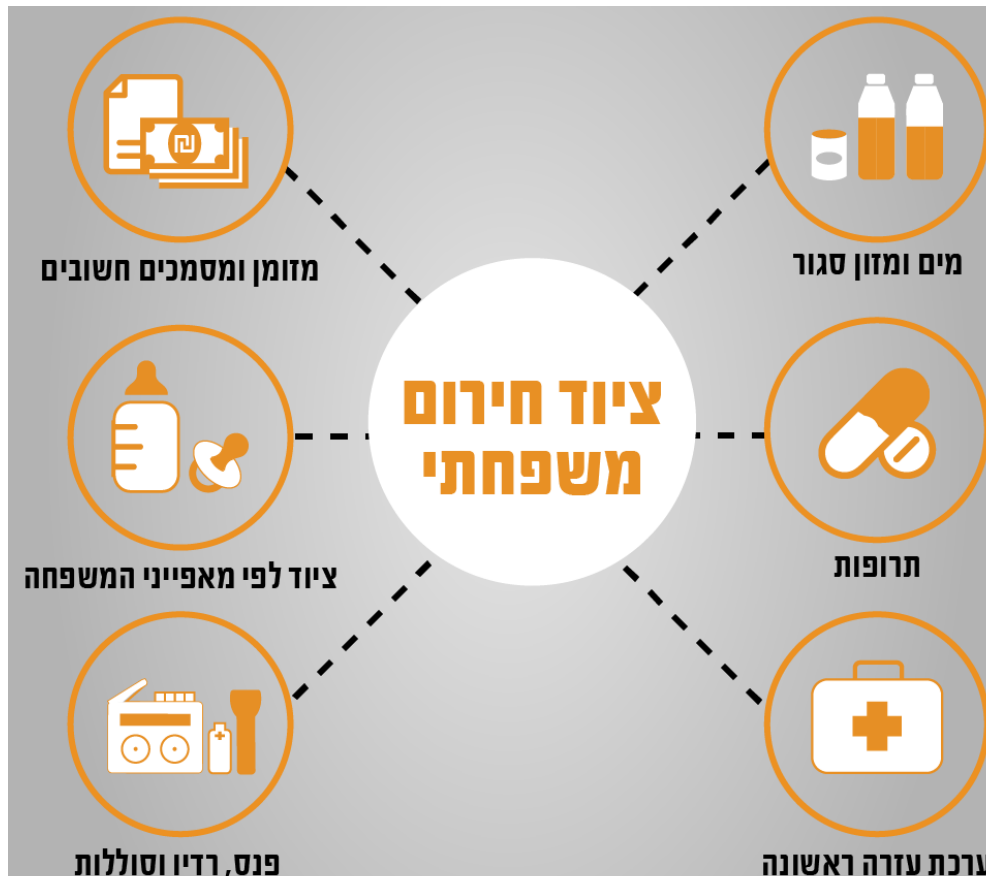 ציוד חירום
משפחתי
מים ומזון סגור
מזומן ומסמכים חשובים
תרופות
ציוד לפי מאפייני המשפחה
ערכת עזרה ראשונה
פנס, רדיו וסוללות
₪